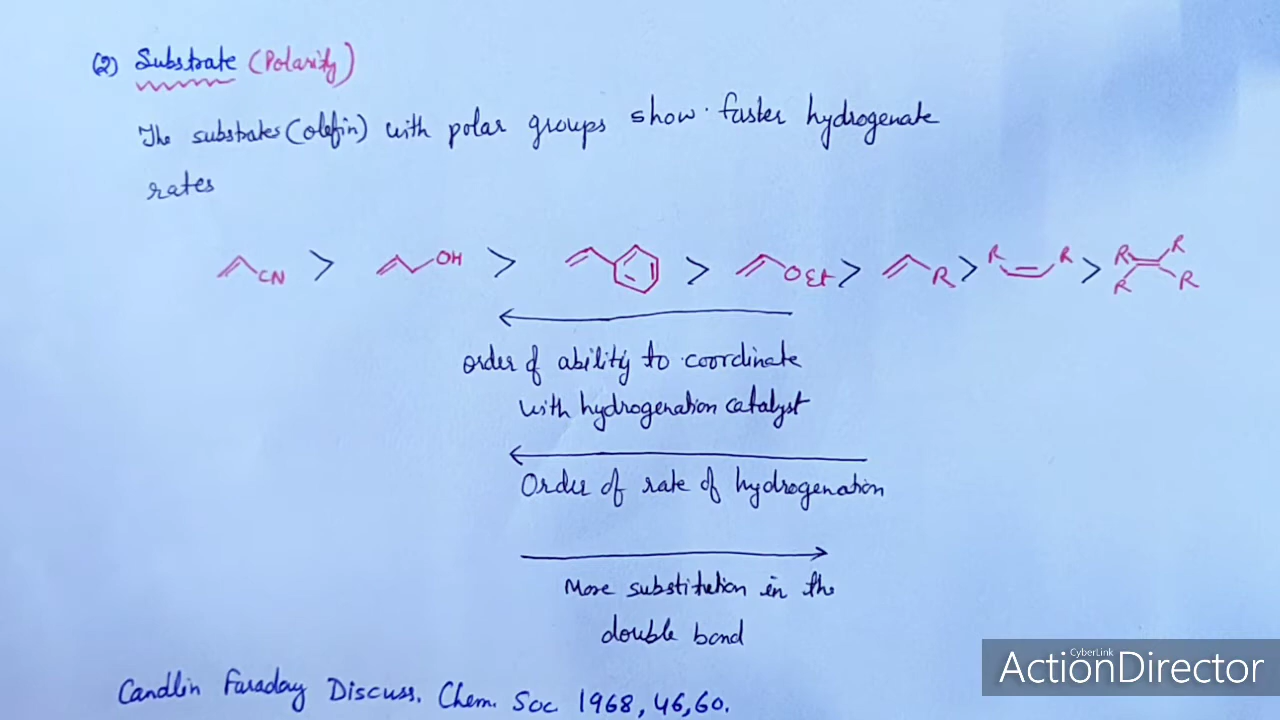 (2) Substrate (Polarity)
The substrates (olefin) with polar groups show faster hydrogenate
rates
CN > OH > > OEt > R > R R > R R R R
Order of ability to coordinate
with hydrogenation catalyst
Order of rate of hydrogenation
More substitution in the
double bond
Candlin Faraday Discuss. Chem. Soc 1968, 46, 60.
CyberLink
ActionDirector